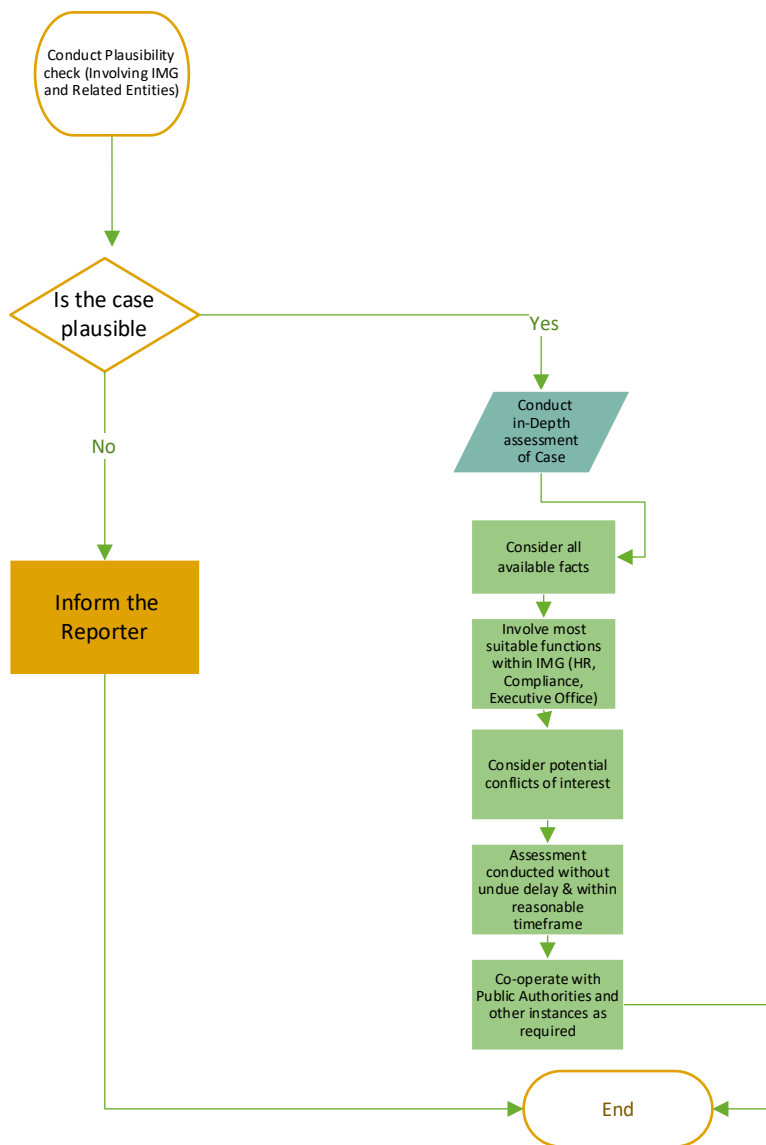 Conduct Plausibility
check (Involving IMG
and Related Entities)
Is the case
plausible
Yes
Conduct
in-Depth
assessment
of Case
No
Consider all
available facts
Inform the
Reporter
Involve most
suitable functions
within IMG (HR,
Compliance,
Executive Office)
Consider potential
conflicts of interest
Assessment
conducted without
undue delay & within
reasonable
timeframe
Co-operate with
Public Authorities and
other instances as
required
End